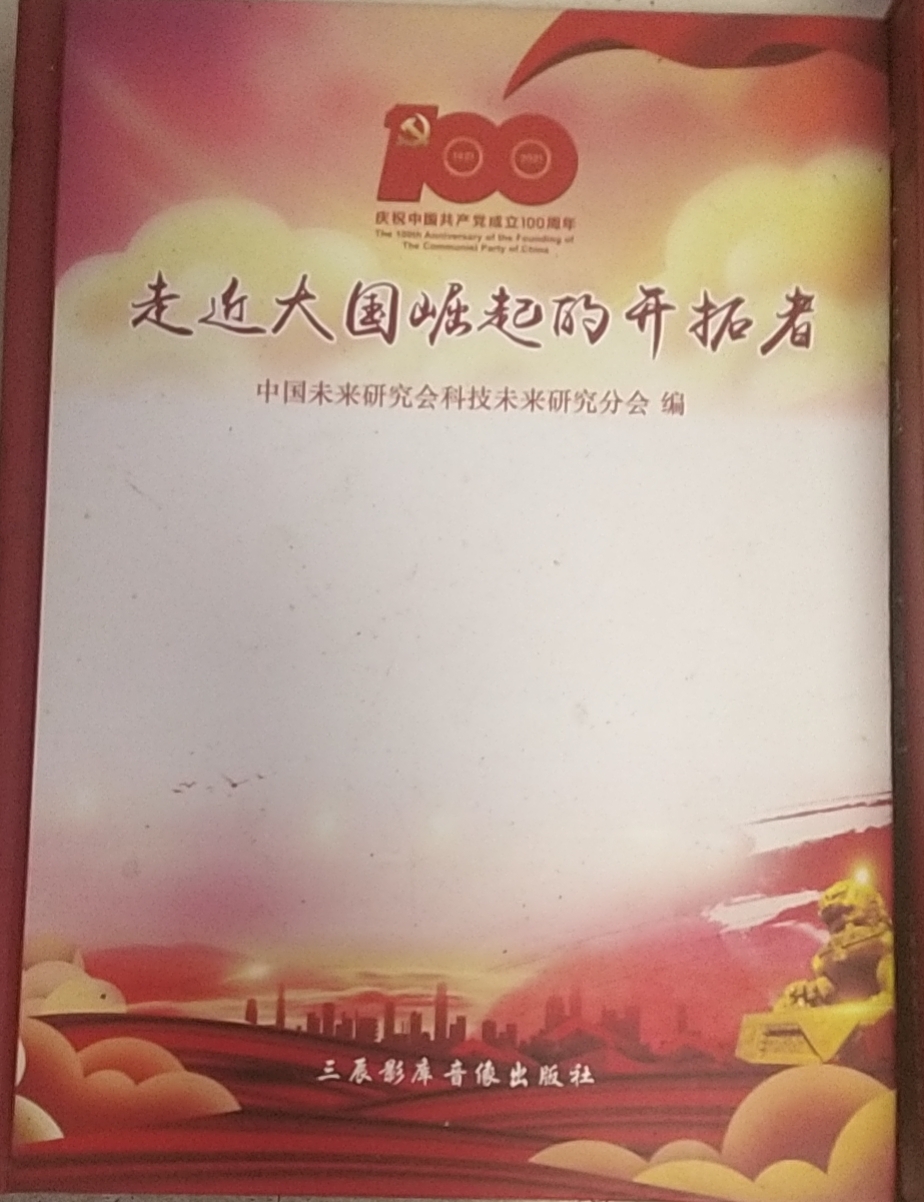 100
1921 2021
庆祝中国共产党成立100周年
The 100th Anniversary of the Founding of
The Communist Party of China
走近大国崛起的开拓者
中国未来研究会科技未来研究分会 编
三辰影库音像出版社